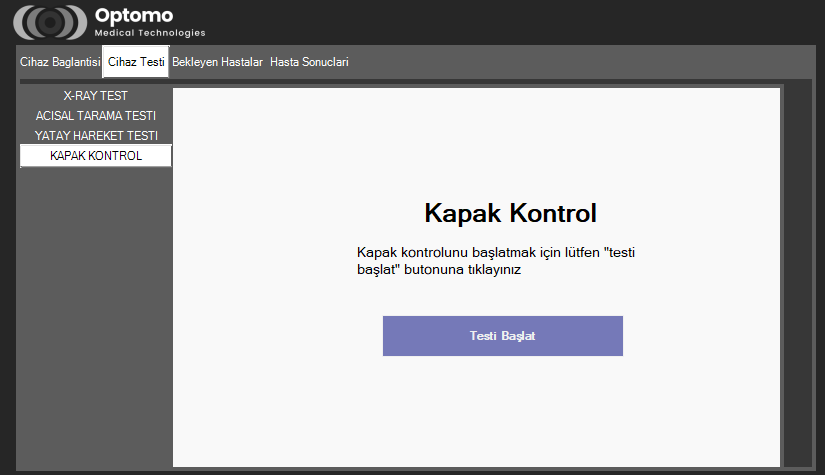 Optomo
Medical Technologies
Cihaz Baglantisi Cihaz Testi Bekleyen Hastalar Hasta Sonuclari
X-RAY TEST
ACISAL TARAMA TESTI
YATAY HAREKET TESTI
KAPAK KONTROL
Kapak Kontrol
Kapak kontrolunu başlatmak için lütfen "testi
başlat" butonuna tıklayınız
Testi Başlat